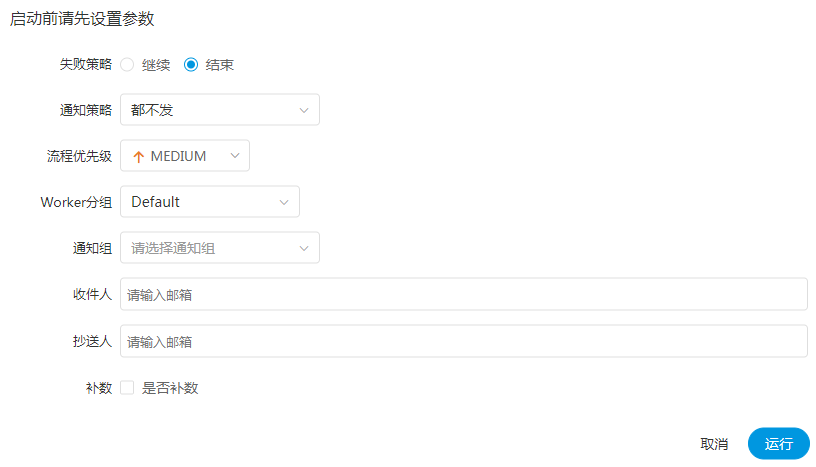 启动前请先设置参数
失败策略 继续 结束
通知策略 都不发
流程优先级 MEDIUM
Worker分组 Default
通知组 请选择通知组
收件人 请输入邮箱
抄送人 请输入邮箱
补数 是否补数
取消 运行